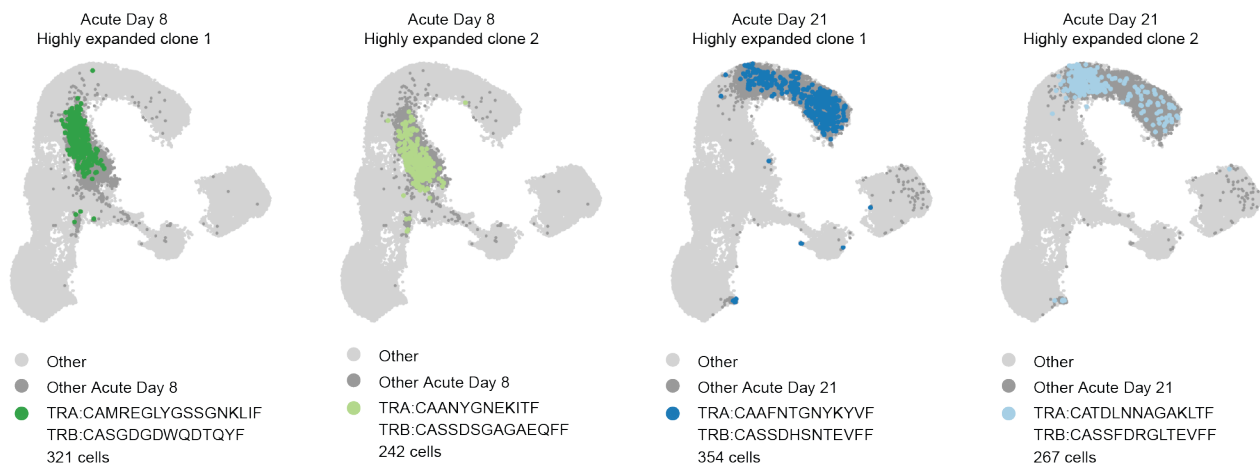 Acute Day 8
Highly expanded clone 1
Other
Other Acute Day 8
TRA:CAMREGLYGSSGNKLIF
TRB:CASGDGDWQDTQYF
321 cells
Acute Day 8
Highly expanded clone 2
Other
Other Acute Day 8
TRA:CAANYGNEKITF
TRB:CASSDSGAGAEQFF
242 cells
Acute Day 21
Highly expanded clone 1
Other
Other Acute Day 21
TRA:CAAFNTGNYKYVF
TRB:CASSDHSNTEVFF
354 cells
Acute Day 21
Highly expanded clone 2
Other
Other Acute Day 21
TRA:CATDLNNAGAKLTF
TRB:CASSFDRGLTEVFF
267 cells